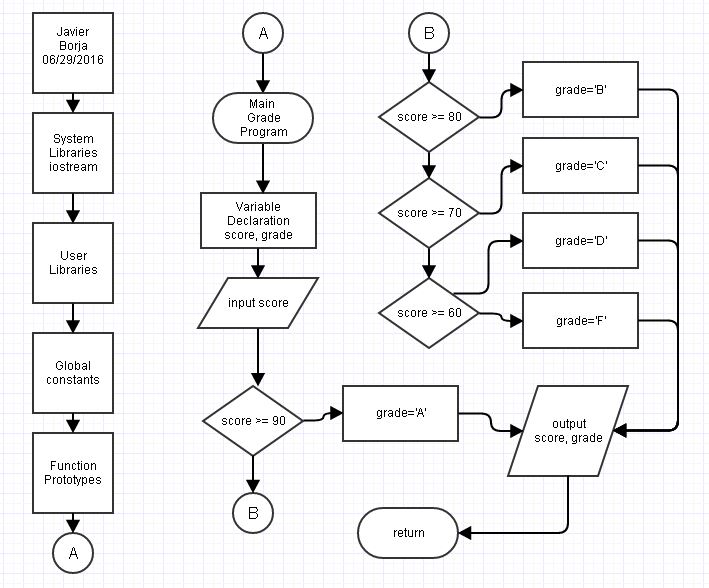 Javier
Borja
06/29/2016
System
Libraries
iostream
User
Libraries
Global
constants
Function
Prototypes
A
A
Main
Grade
Program
Variable
Declaration
score, grade
input score
score >= 90
B
grade='A'
B
score >= 80
grade='B'
score >= 70
grade='C'
score >= 60
grade='D'
grade='F'
output
score, grade
return